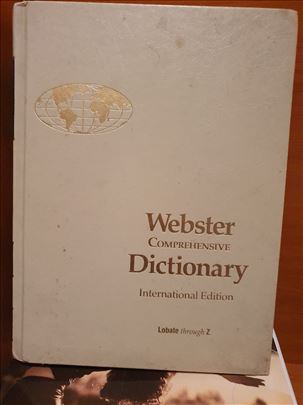 Webster
COMPREHENSIVE
Dictionary
International Edition
Lobate through Z